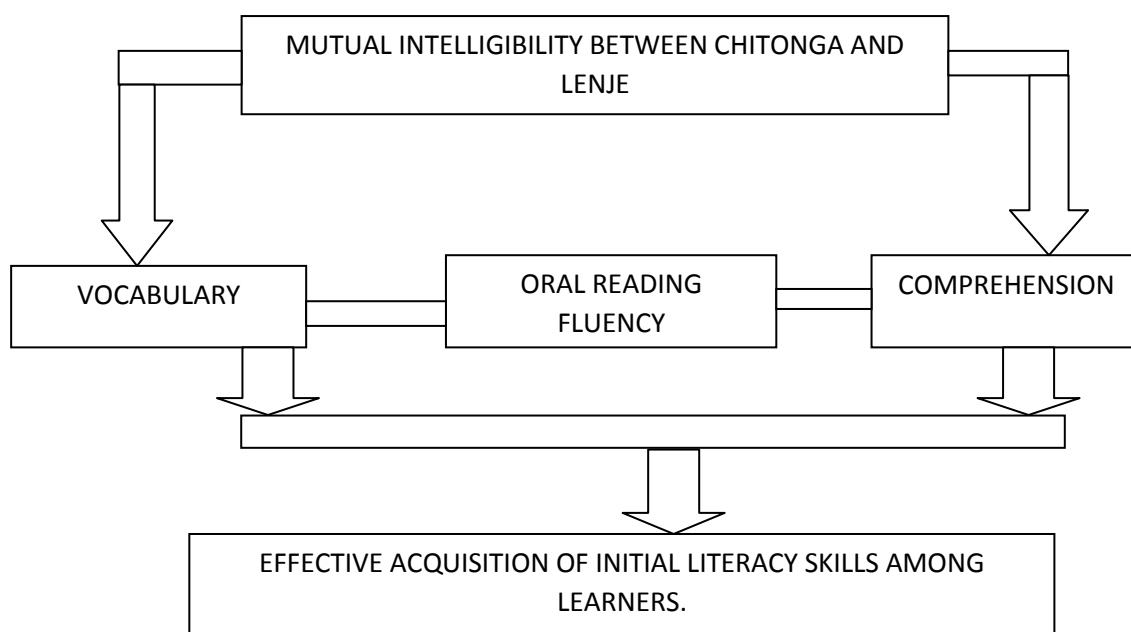 MUTUAL INTELLIGIBILITY BETWEEN CHITONGA AND
LENJE
VOCABULARY
ORAL READING
FLUENCY
COMPREHENSION
EFFECTIVE ACQUISITION OF INITIAL LITERACY SKILLS AMONG
LEARNERS.